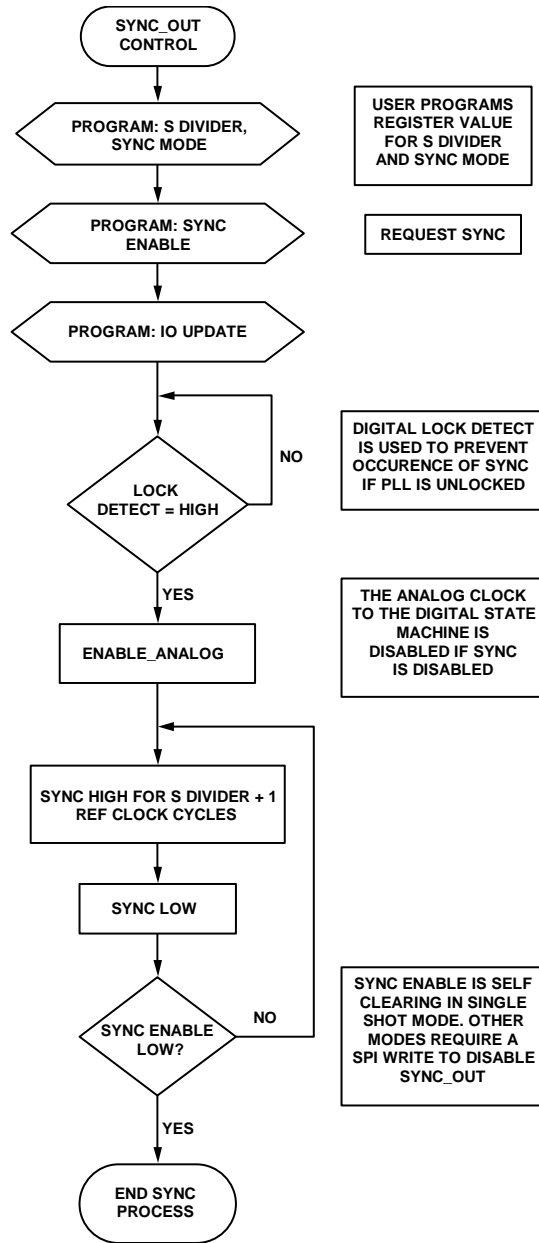 SYNC_OUT
CONTROL
PROGRAM: S DIVIDER,
SYNC MODE
USER PROGRAMS
REGISTER VALUE
FOR S DIVIDER
AND SYNC MODE
PROGRAM: SYNC
ENABLE
REQUEST SYNC
PROGRAM: IO UPDATE
NO
LOCK
DETECT = HIGH
DIGITAL LOCK DETECT
IS USED TO PREVENT
OCCURENCE OF SYNC
IF PLL IS UNLOCKED
YES
ENABLE_ANALOG
THE ANALOG CLOCK
TO THE DIGITAL STATE
MACHINE IS
DISABLED IF SYNC
IS DISABLED
SYNC HIGH FOR S DIVIDER + 1
REF CLOCK CYCLES
SYNC LOW
SYNC ENABLE
LOW?
NO
SYNC ENABLE IS SELF
CLEARING IN SINGLE
SHOT MODE. OTHER
MODES REQUIRE A
SPI WRITE TO DISABLE
SYNC_OUT
YES
END SYNC
PROCESS